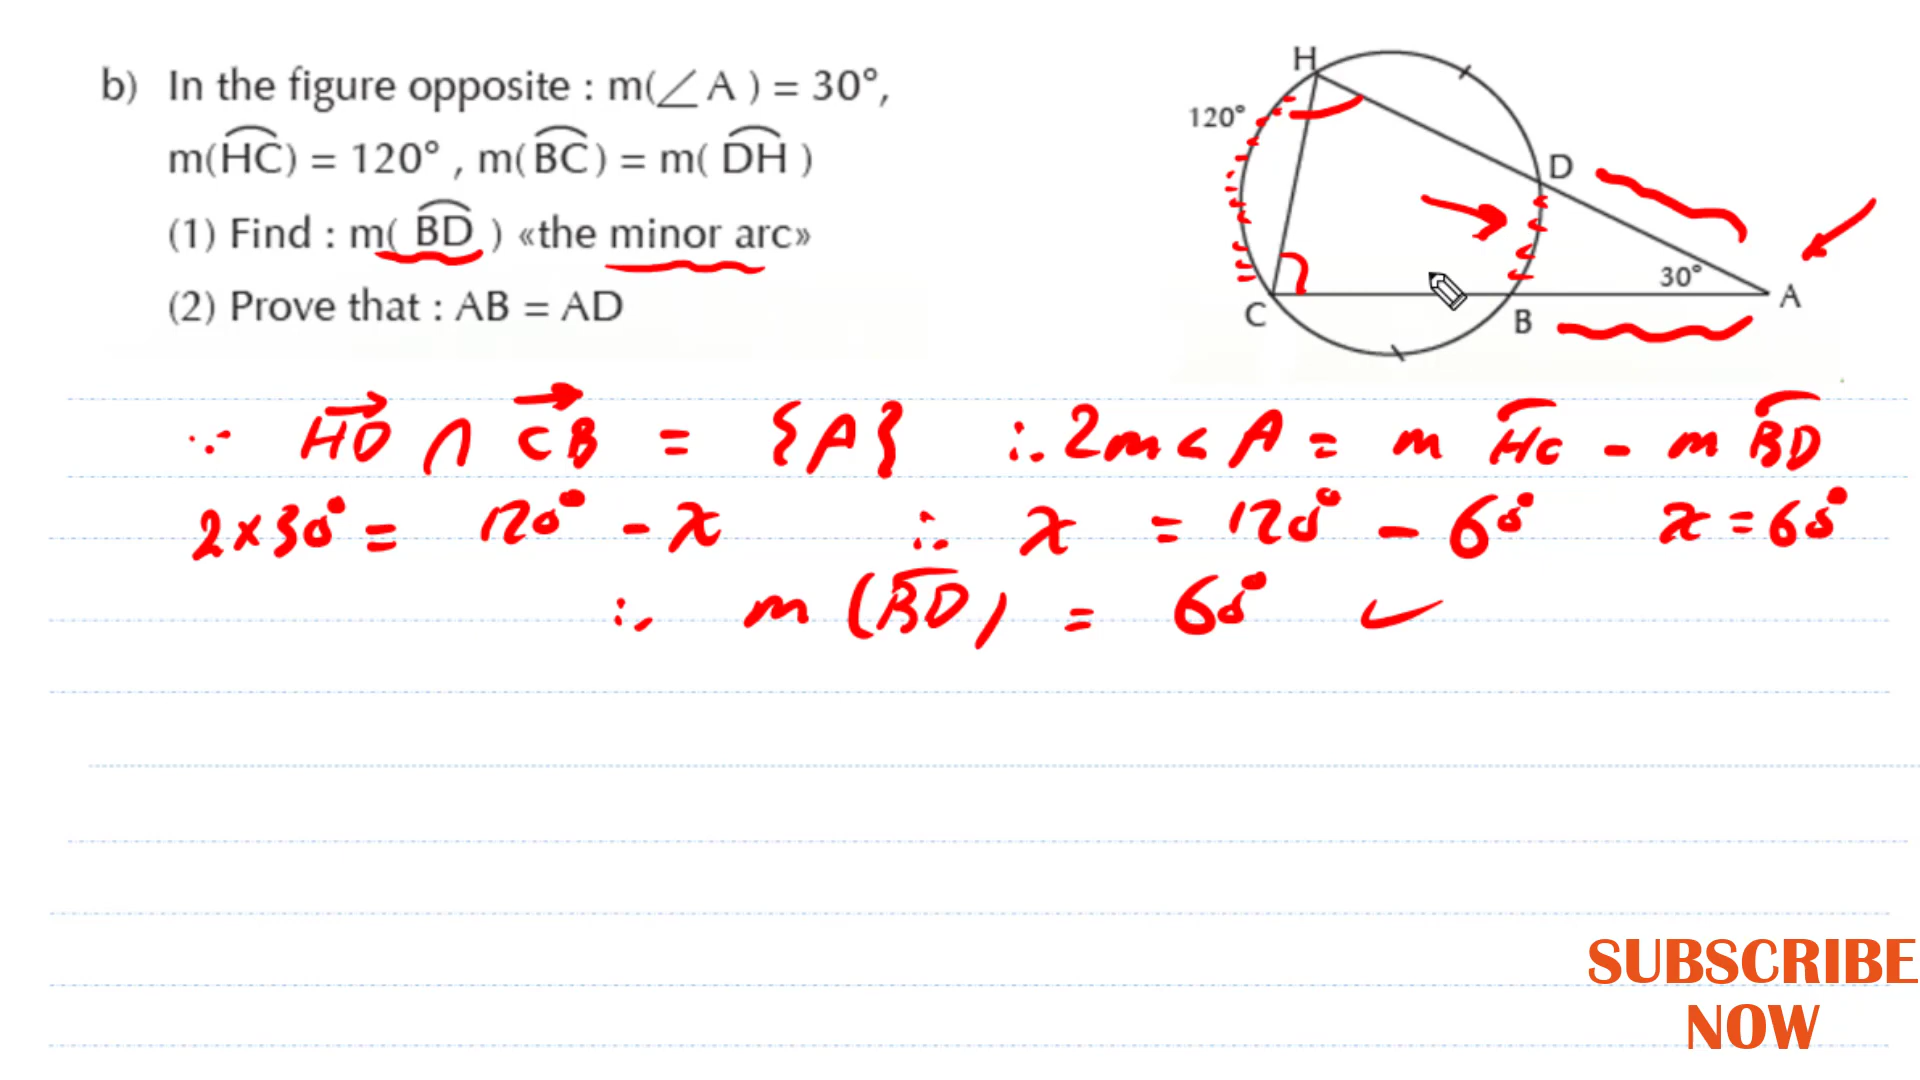 b) In the figure opposite : m(∠A) = 30°,
m(HC) = 120° , m(BC) = m( DH )
(1) Find : m( BD ) «the minor arc»
(2) Prove that : AB = AD
H
120°
D
30°
A
C
B
∵ HD ∩ CB = {A} ∴ 2m<A = m HC - m BD
2×30° = 120° - x ∴ x = 120° - 60° x = 60°
∴ m (BD) = 60° ✓
SUBSCRIBE
NOW